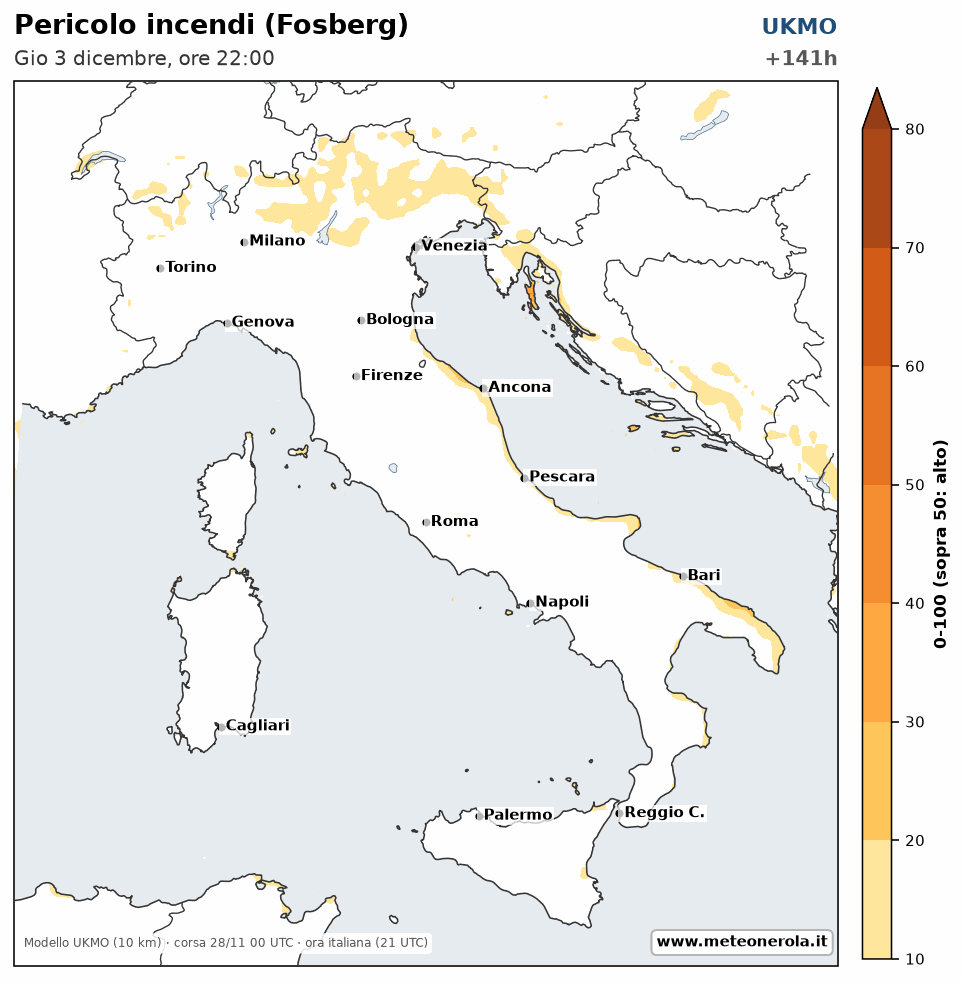 Pericolo incendi (Fosberg)
UKMO
Gio 3 dicembre, ore 22:00
+141h
80
70
60
50
40
30
20
10
0-100 (sopra 50: alto)
Milano
Venezia
Torino
Genova
Bologna
Firenze
Ancona
Pescara
Roma
Bari
Napoli
Cagliari
Palermo
Reggio C.
Modello UKMO (10 km) · corsa 28/11 00 UTC · ora italiana (21 UTC)
www.meteonerola.it